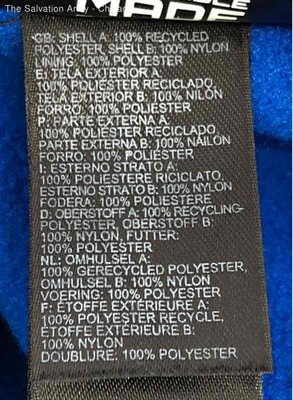 The Salvation Army - Chicago
GB: SHELL A: 100% RECYCLED
POLYESTER, SHELL B: 100% NYLON
LINING: 100% POLYESTER
E: TELA EXTERIOR A:
100% POLIÉSTER RECICLADO,
TELA EXTERIOR B: 100% NILÓN
FORRO: 100% POLIÉSTER
P: PARTE EXTERNA A:
100% POLIÉSTER RECICLADO,
PARTE EXTERNA B: 100% NÁILON
FORRO: 100% POLIÉSTER
I: ESTERNO STRATO A:
100% POLIESTERE RICICLATO,
ESTERNO STRATO B: 100% NYLON
FODERA: 100% POLIESTERE
D: OBERSTOFF A: 100% RECYCLING-
POLYESTER, OBERSTOFF B:
100% NYLON, FUTTER:
100% POLYESTER
NL: OMHULSEL A:
100% GERECYCLED POLYESTER,
OMHULSEL B: 100% NYLON
VOERING: 100% POLYESTER
F: ÉTOFFE EXTÉRIEURE A:
100% POLYESTER RECYCLE,
ÉTOFFE EXTÉRIEURE B:
100% NYLON
DOUBLURE: 100% POLYESTER